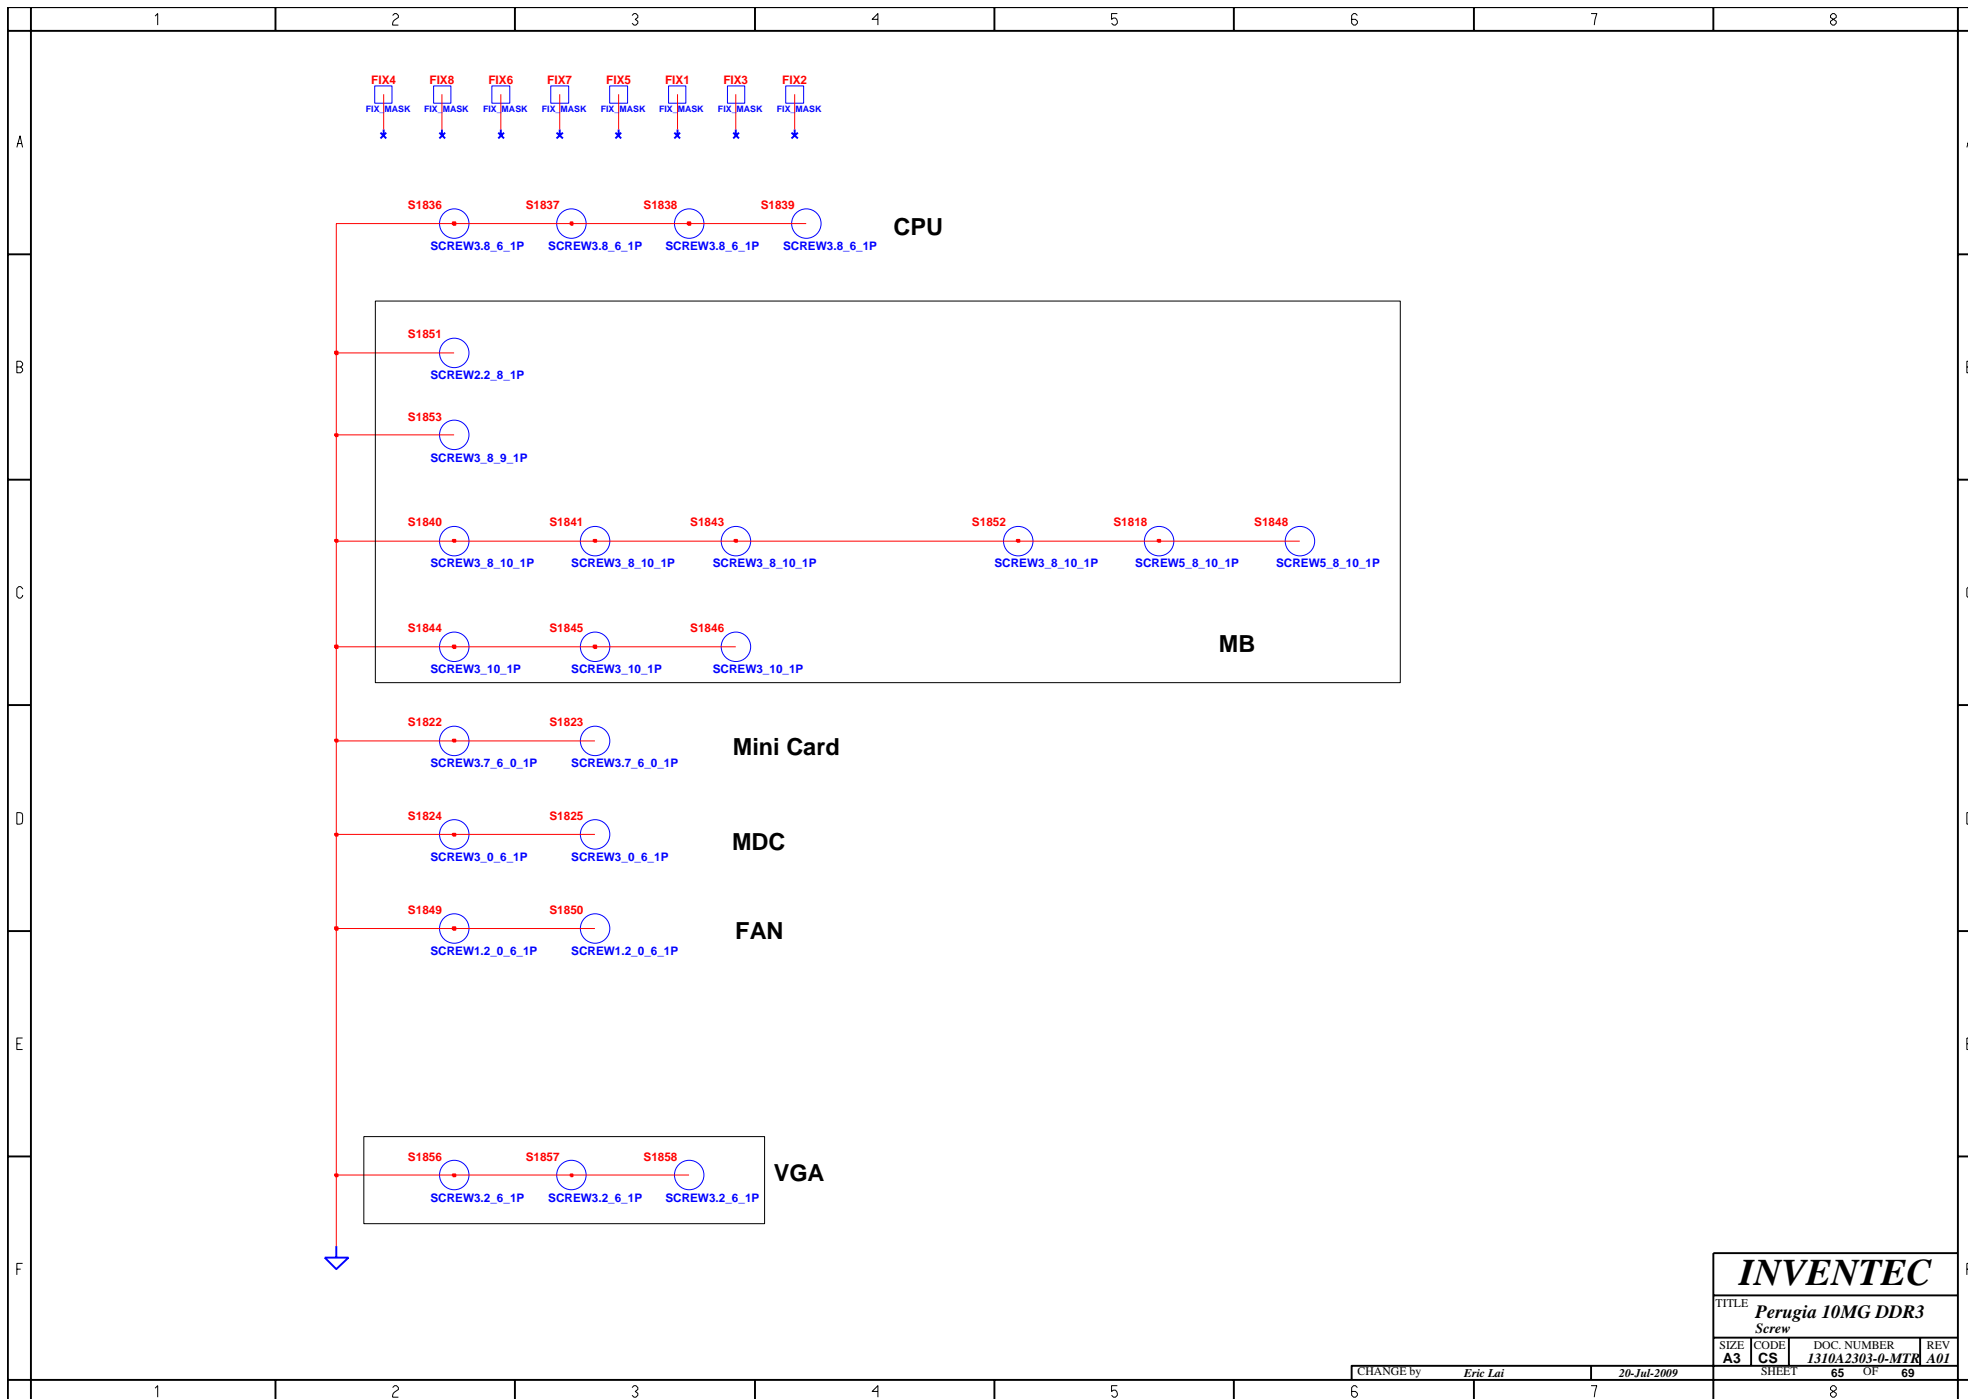 1 2 3 4 5 6 7 8
FIX4 FIX8 FIX6 FIX7 FIX5 FIX1 FIX3 FIX2
FIX_MASK FIX_MASK FIX_MASK FIX_MASK FIX_MASK FIX_MASK FIX_MASK FIX_MASK
A
S1836 S1837 S1838 S1839
CPU
SCREW3.8_6_1P SCREW3.8_6_1P SCREW3.8_6_1P SCREW3.8_6_1P
S1851
B
SCREW2.2_8_1P
S1853
SCREW3_8_9_1P
S1840 S1841 S1843 S1852 S1818 S1848
SCREW3_8_10_1P SCREW3_8_10_1P SCREW3_8_10_1P SCREW3_8_10_1P SCREW5_8_10_1P SCREW5_8_10_1P
C
S1844 S1845 S1846
MB
SCREW3_10_1P SCREW3_10_1P SCREW3_10_1P
S1822 S1823
Mini Card
SCREW3.7_6_0_1P SCREW3.7_6_0_1P
D
S1824 S1825
MDC
SCREW3_0_6_1P SCREW3_0_6_1P
S1849 S1850
FAN
SCREW1.2_0_6_1P SCREW1.2_0_6_1P
E
S1856 S1857 S1858
VGA
SCREW3.2_6_1P SCREW3.2_6_1P SCREW3.2_6_1P
F
INVENTEC
TITLE Perugia 10MG DDR3
Screw
SIZE CODE DOC. NUMBER REV
A3 CS 1310A2303-0-MTR A01
CHANGE by Eric Lai 20-Jul-2009 SHEET 65 OF 69
1 2 3 4 5 6 7 8